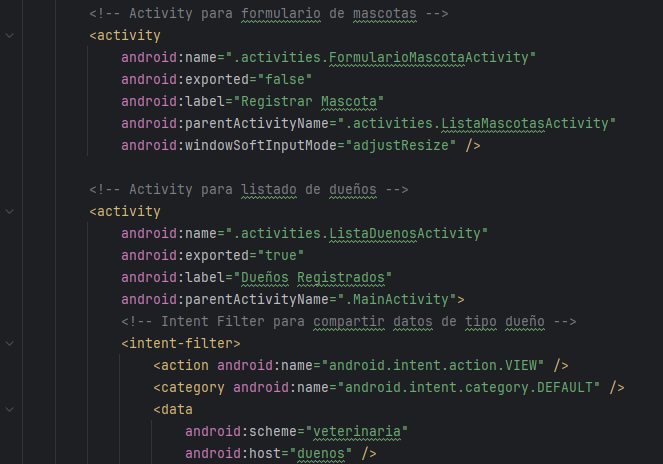 <!-- Activity para formulario de mascotas -->
<activity
android:name=".activities.FormularioMascotaActivity"
android:exported="false"
android:label="Registrar Mascota"
android:parentActivityName=".activities.ListaMascotasActivity"
android:windowSoftInputMode="adjustResize" />
<!-- Activity para listado de dueños -->
<activity
android:name=".activities.ListaDuenosActivity"
android:exported="true"
android:label="Dueños Registrados"
android:parentActivityName=".MainActivity">
<!-- Intent Filter para compartir datos de tipo dueño -->
<intent-filter>
<action android:name="android.intent.action.VIEW" />
<category android:name="android.intent.category.DEFAULT" />
<data
android:scheme="veterinaria"
android:host="duenos" />